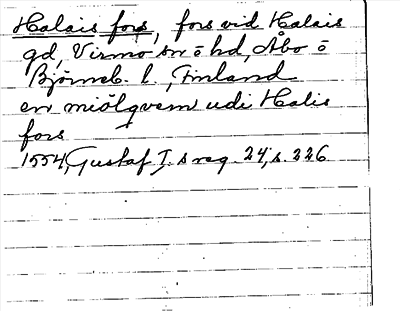 Halais fors, fors vid Halais
gd, Virmo sn o hd, Åbo o
Björneb. l., Finland
en miölqvern udi Halis
fors
1554, Gustaf I:s reg. 24, s. 226